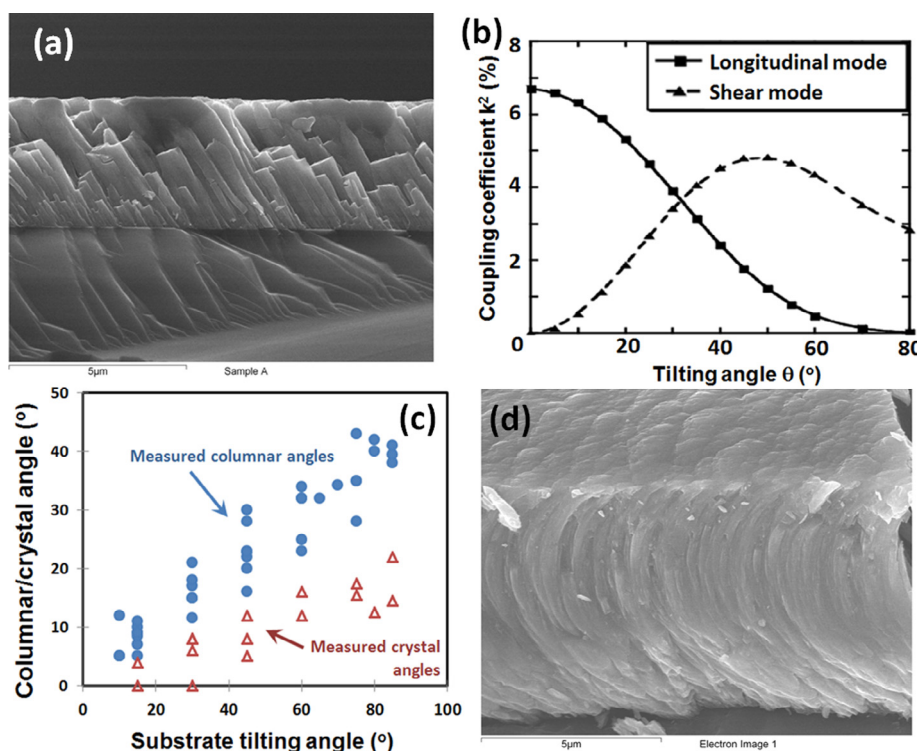 (a)
5μm
Sample A
(b)
Coupling coefficient K² (%)
8
6
4
2
0
Longitudinal mode
Shear mode
0
20
40
60
80
Tilting angle θ (°)
(c)
Columnar/crystal angle (°)
50
40
30
20
10
0
Measured columnar angles
Measured crystal
angles
0
20
40
60
80
100
Substrate tilting angle (°)
(d)
5μm
Electron Image 1